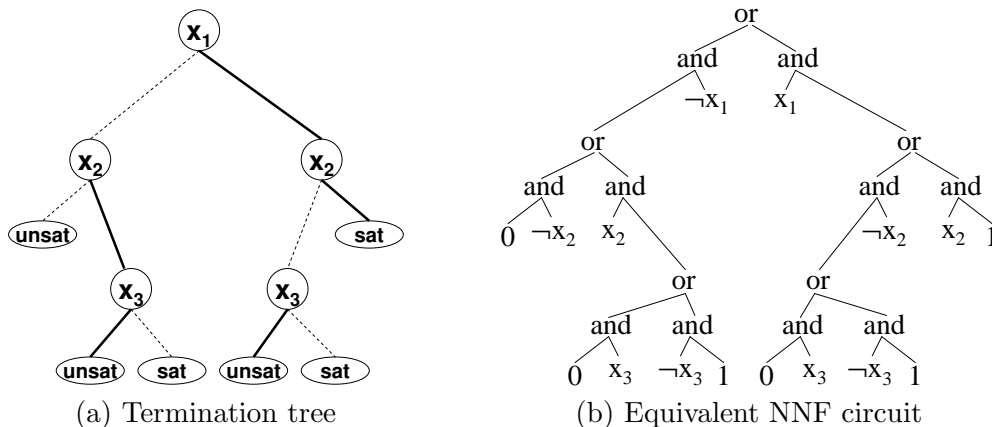 x₁
x₂ x₂
unsat sat
x₃ x₃
unsat sat unsat sat
(a) Termination tree
or
and and
¬x₁ x₁
or or
and and and and
0 ¬x₂ x₂ ¬x₂ x₂ 1
or or
and and and and
0 x₃ ¬x₃ 1 0 x₃ ¬x₃ 1
(b) Equivalent NNF circuit